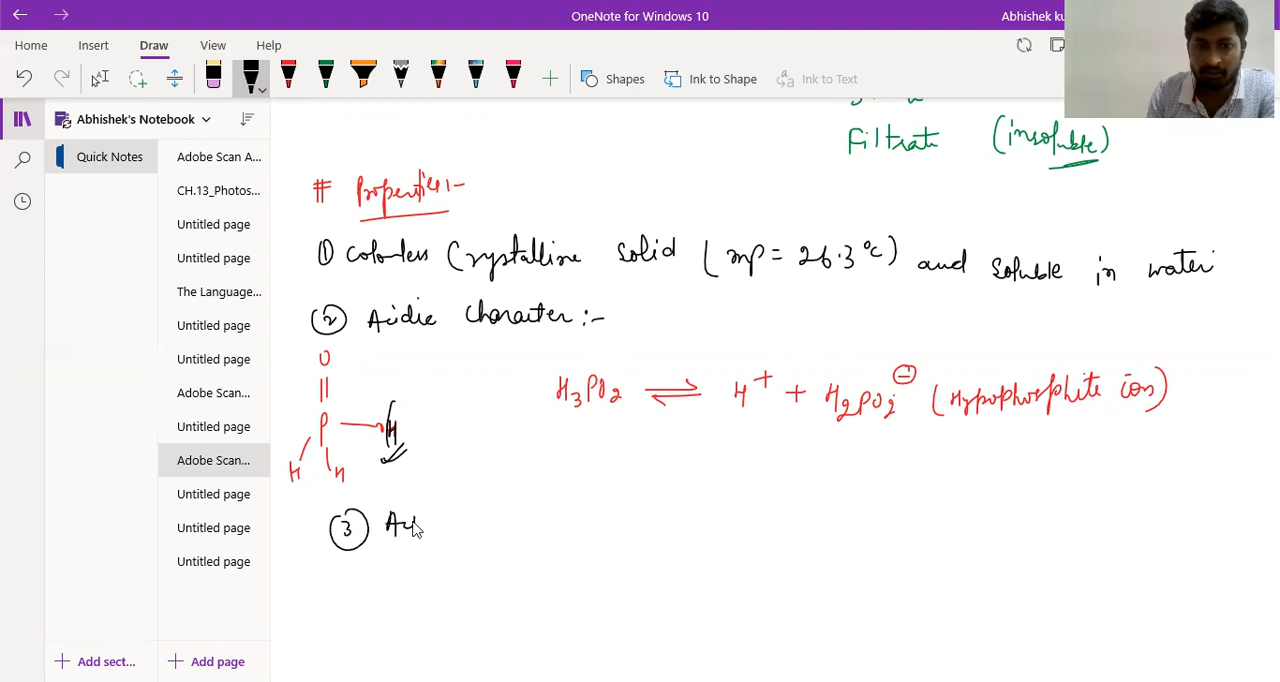 OneNote for Windows 10
Abhishek ku
Home Insert Draw View Help
Shapes Ink to Shape Ink to Text
Abhishek's Notebook
Quick Notes
Adobe Scan A...
CH.13_Photos...
Untitled page
Untitled page
The Language...
Untitled page
Untitled page
Adobe Scan...
Untitled page
Adobe Scan...
Untitled page
Untitled page
Untitled page
Add sect...
Add page
Filtrate (insoluble)
# Properties:-
① Colorless Crystalline solid (mp = 26.3°C) and soluble in water
② Acidic Character:-
O
H₃PO₂ ⇌ H⁺ + H₂PO₂⊖ (Hypophosphite ion)
P H
H H
③